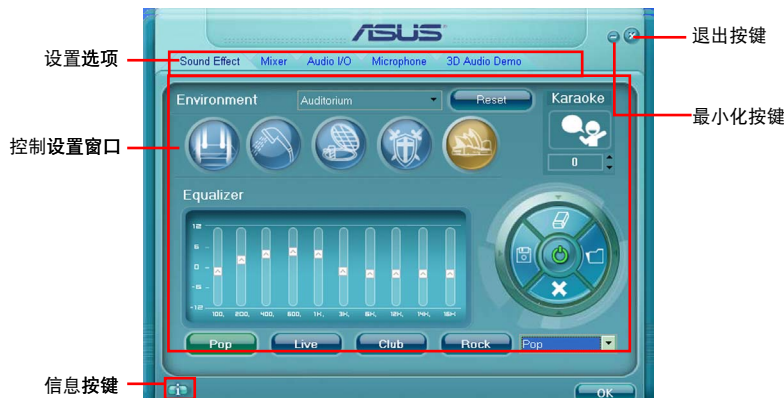 ASUS
设置选项
退出按键
Sound Effect Mixer Audio I/O Microphone 3D Audio Demo
Environment Auditorium Reset Karaoke
最小化按键
控制设置窗口
0
Equalizer
12
6
0
-6
-12
100, 200, 400, 600, 1K, 3K, 6K, 12K, 14K, 16K
Pop Live Club Rock Pop
信息按键
OK